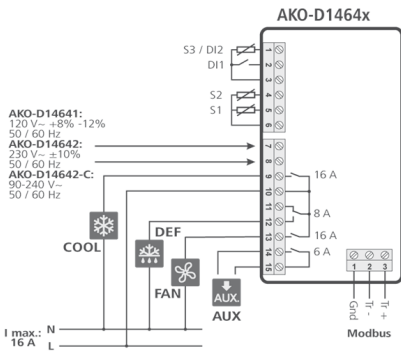 AKO-D1464x
S3 / DI2
DI1
S2
S1
1
2
3
4
5
6
AKO-D14641:
120 V~ +8% -12%
50 / 60 Hz
AKO-D14642:
230 V~ ±10%
50 / 60 Hz
AKO-D14642-C:
90-240 V~
50 / 60 Hz
7
8
9
10
11
12
13
14
15
16 A
8 A
16 A
6 A
COOL
DEF
FAN
AUX.
AUX
1 2 3
Gnd
Tr -
Tr +
Modbus
I max.:
16 A
N
L